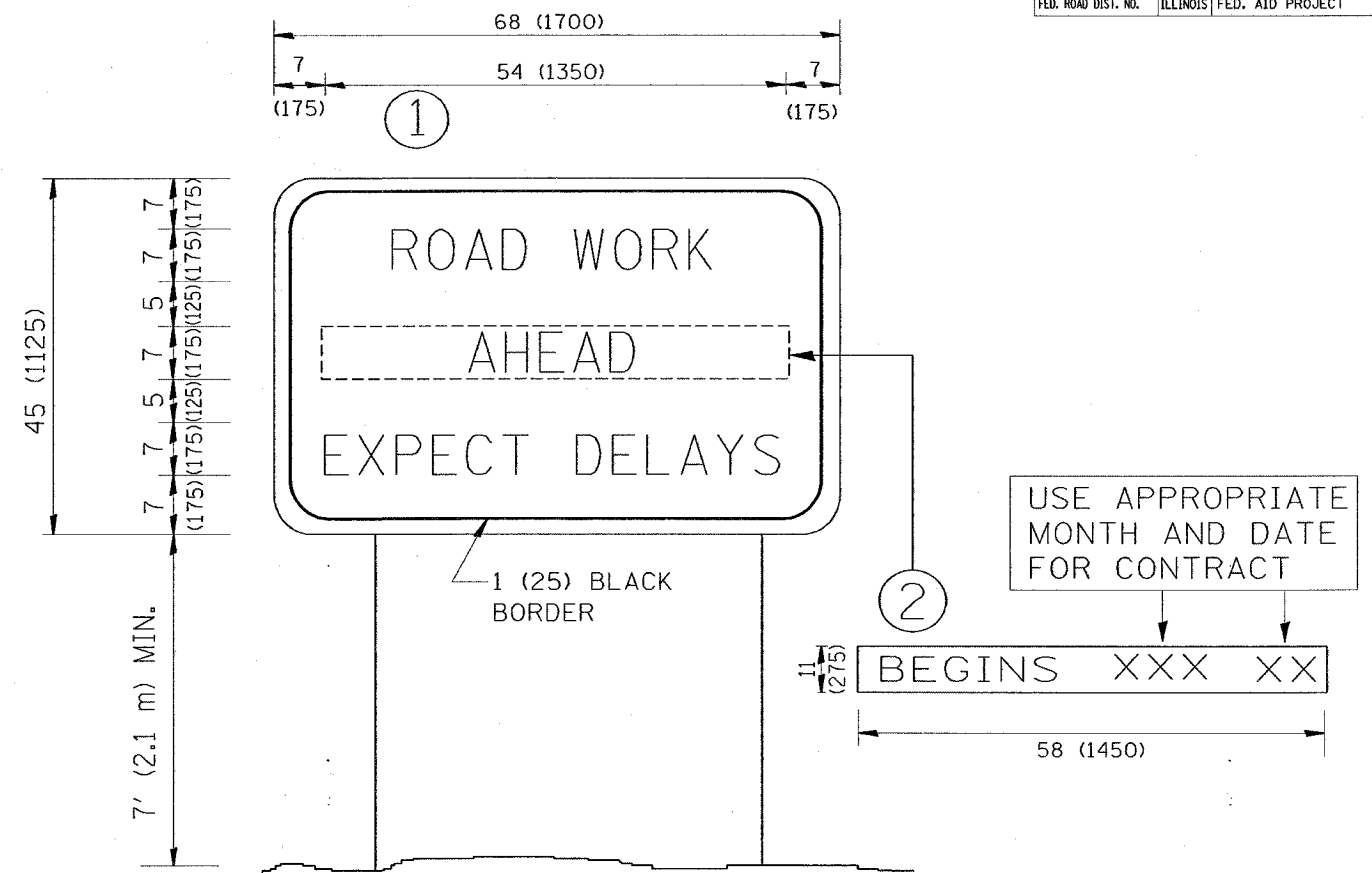 FED. ROAD DIST. NO. ILLINOIS FED. AID PROJECT
68 (1700)
7 54 (1350) 7
(175) (175)
1
7 (175)
7 (175)
5 (125)
7 (175)
5 (125)
7 (175)
7 (175)
45 (1125)
ROAD WORK
AHEAD
EXPECT DELAYS
1 (25) BLACK
BORDER
7' (2.1 m) MIN.
2
USE APPROPRIATE
MONTH AND DATE
FOR CONTRACT
11
(275)
BEGINS XXX XX
58 (1450)